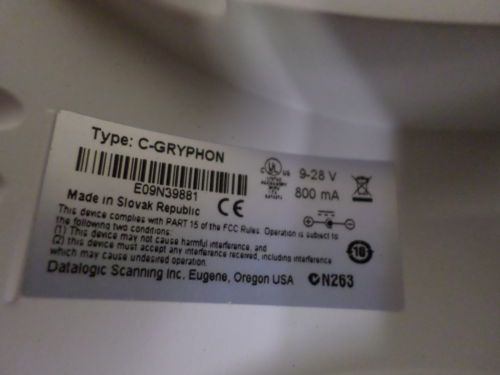 Type: C-GRYPHON
E09N39881
Made in Slovak Republic
CE
C UL US
9-28 V
800 mA
This device complies with PART 15 of the FCC Rules. Operation is subject to
the following two conditions:
(1) This device may not cause harmful interference, and
(2) this device must accept any interference received, including interference
which may cause undesired operation.
10
Datalogic Scanning Inc. Eugene, Oregon USA
N263